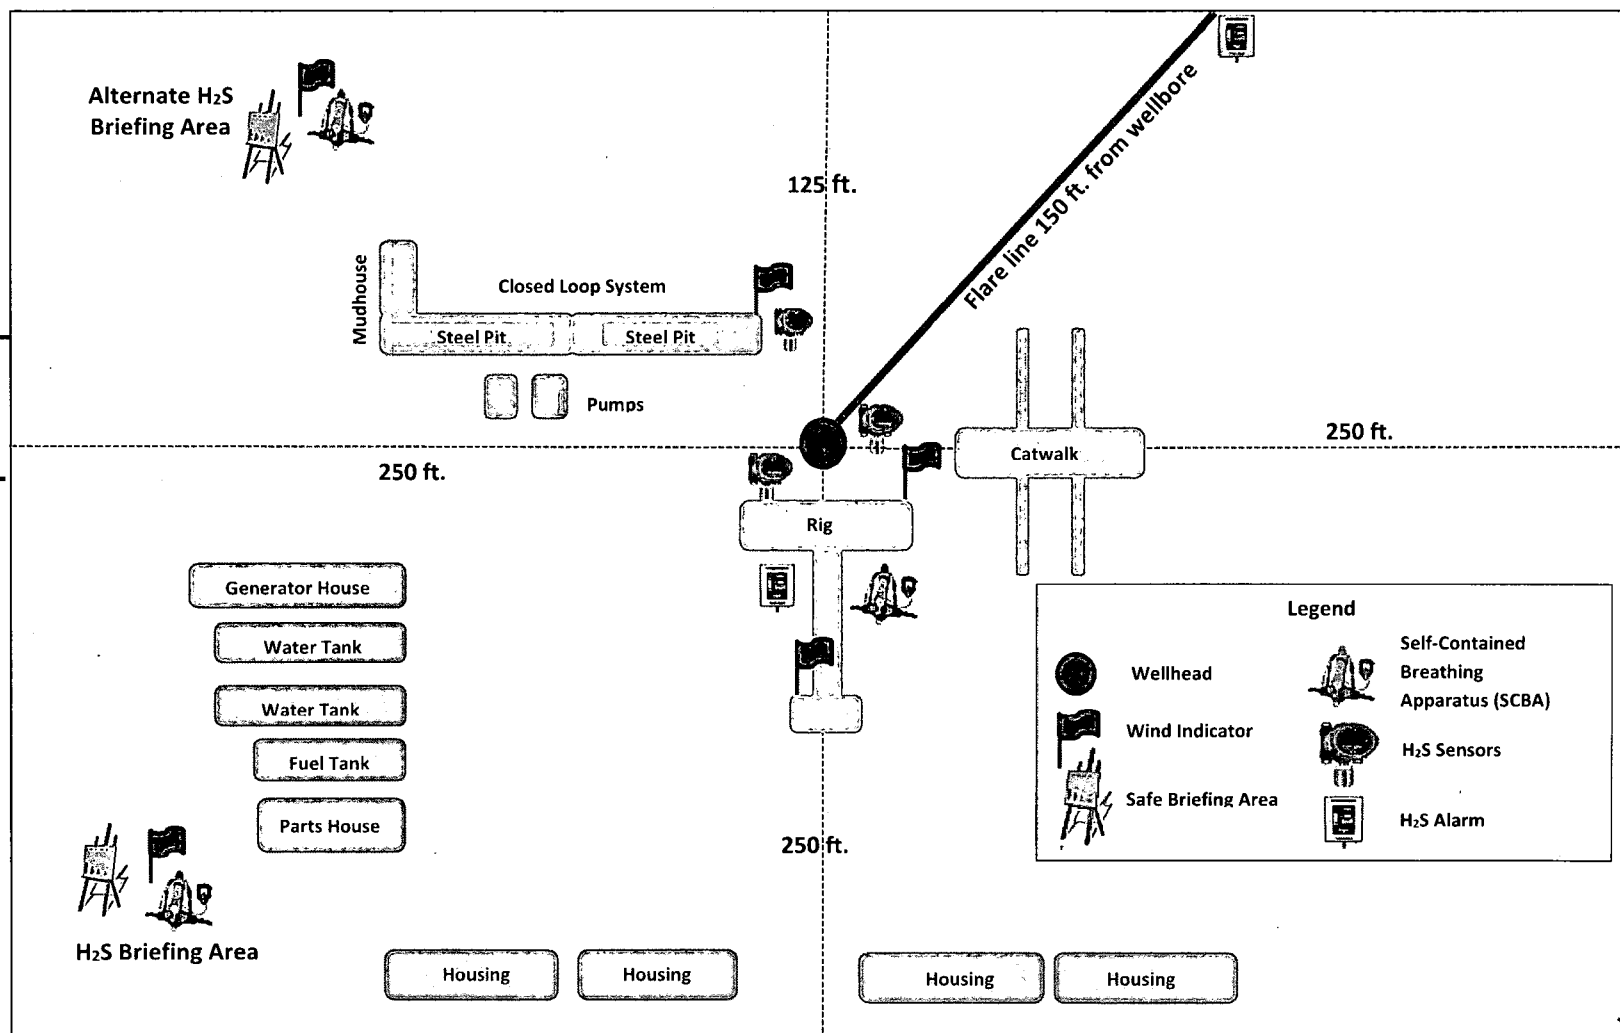 Alternate H₂S
Briefing Area
125 ft.
Flare line 150 ft. from wellbore
Mudhouse
Closed Loop System
Steel Pit
Steel Pit
Pumps
250 ft.
250 ft.
Catwalk
Rig
Generator House
Water Tank
Water Tank
Fuel Tank
Parts House
H₂S Briefing Area
250 ft.
Housing
Housing
Housing
Housing
Legend
Wellhead
Wind Indicator
Safe Briefing Area
Self-Contained
Breathing
Apparatus (SCBA)
H₂S Sensors
H₂S Alarm